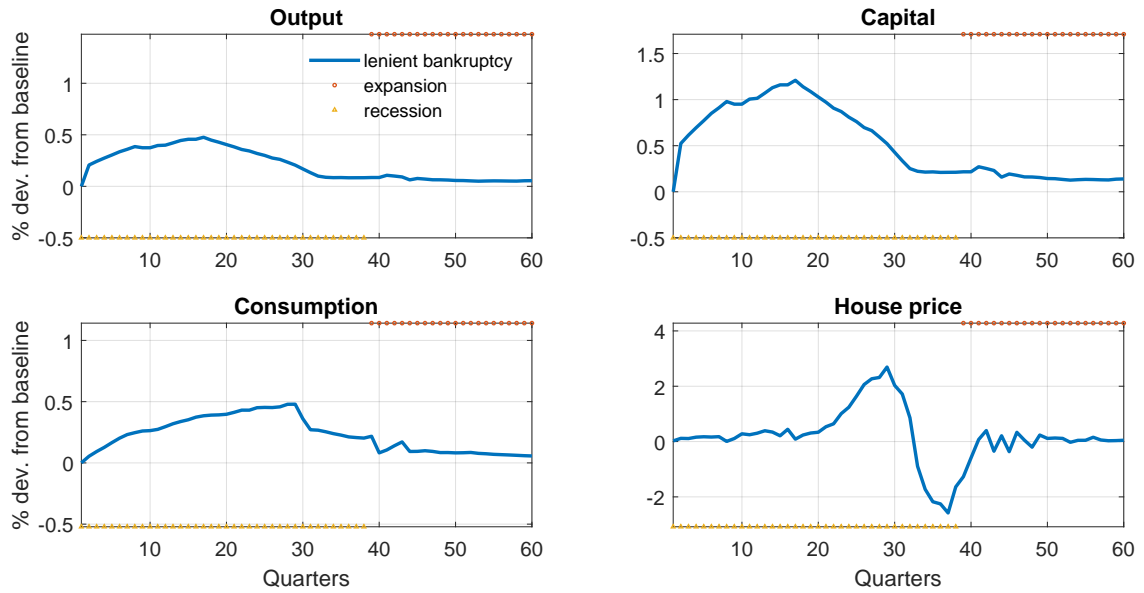 Output
% dev. from baseline
1
0.5
0
-0.5
10 20 30 40 50 60
lenient bankruptcy
expansion
recession
Capital
1.5
1
0.5
0
-0.5
10 20 30 40 50 60
Consumption
% dev. from baseline
1
0.5
0
-0.5
10 20 30 40 50 60
Quarters
House price
4
2
0
-2
10 20 30 40 50 60
Quarters